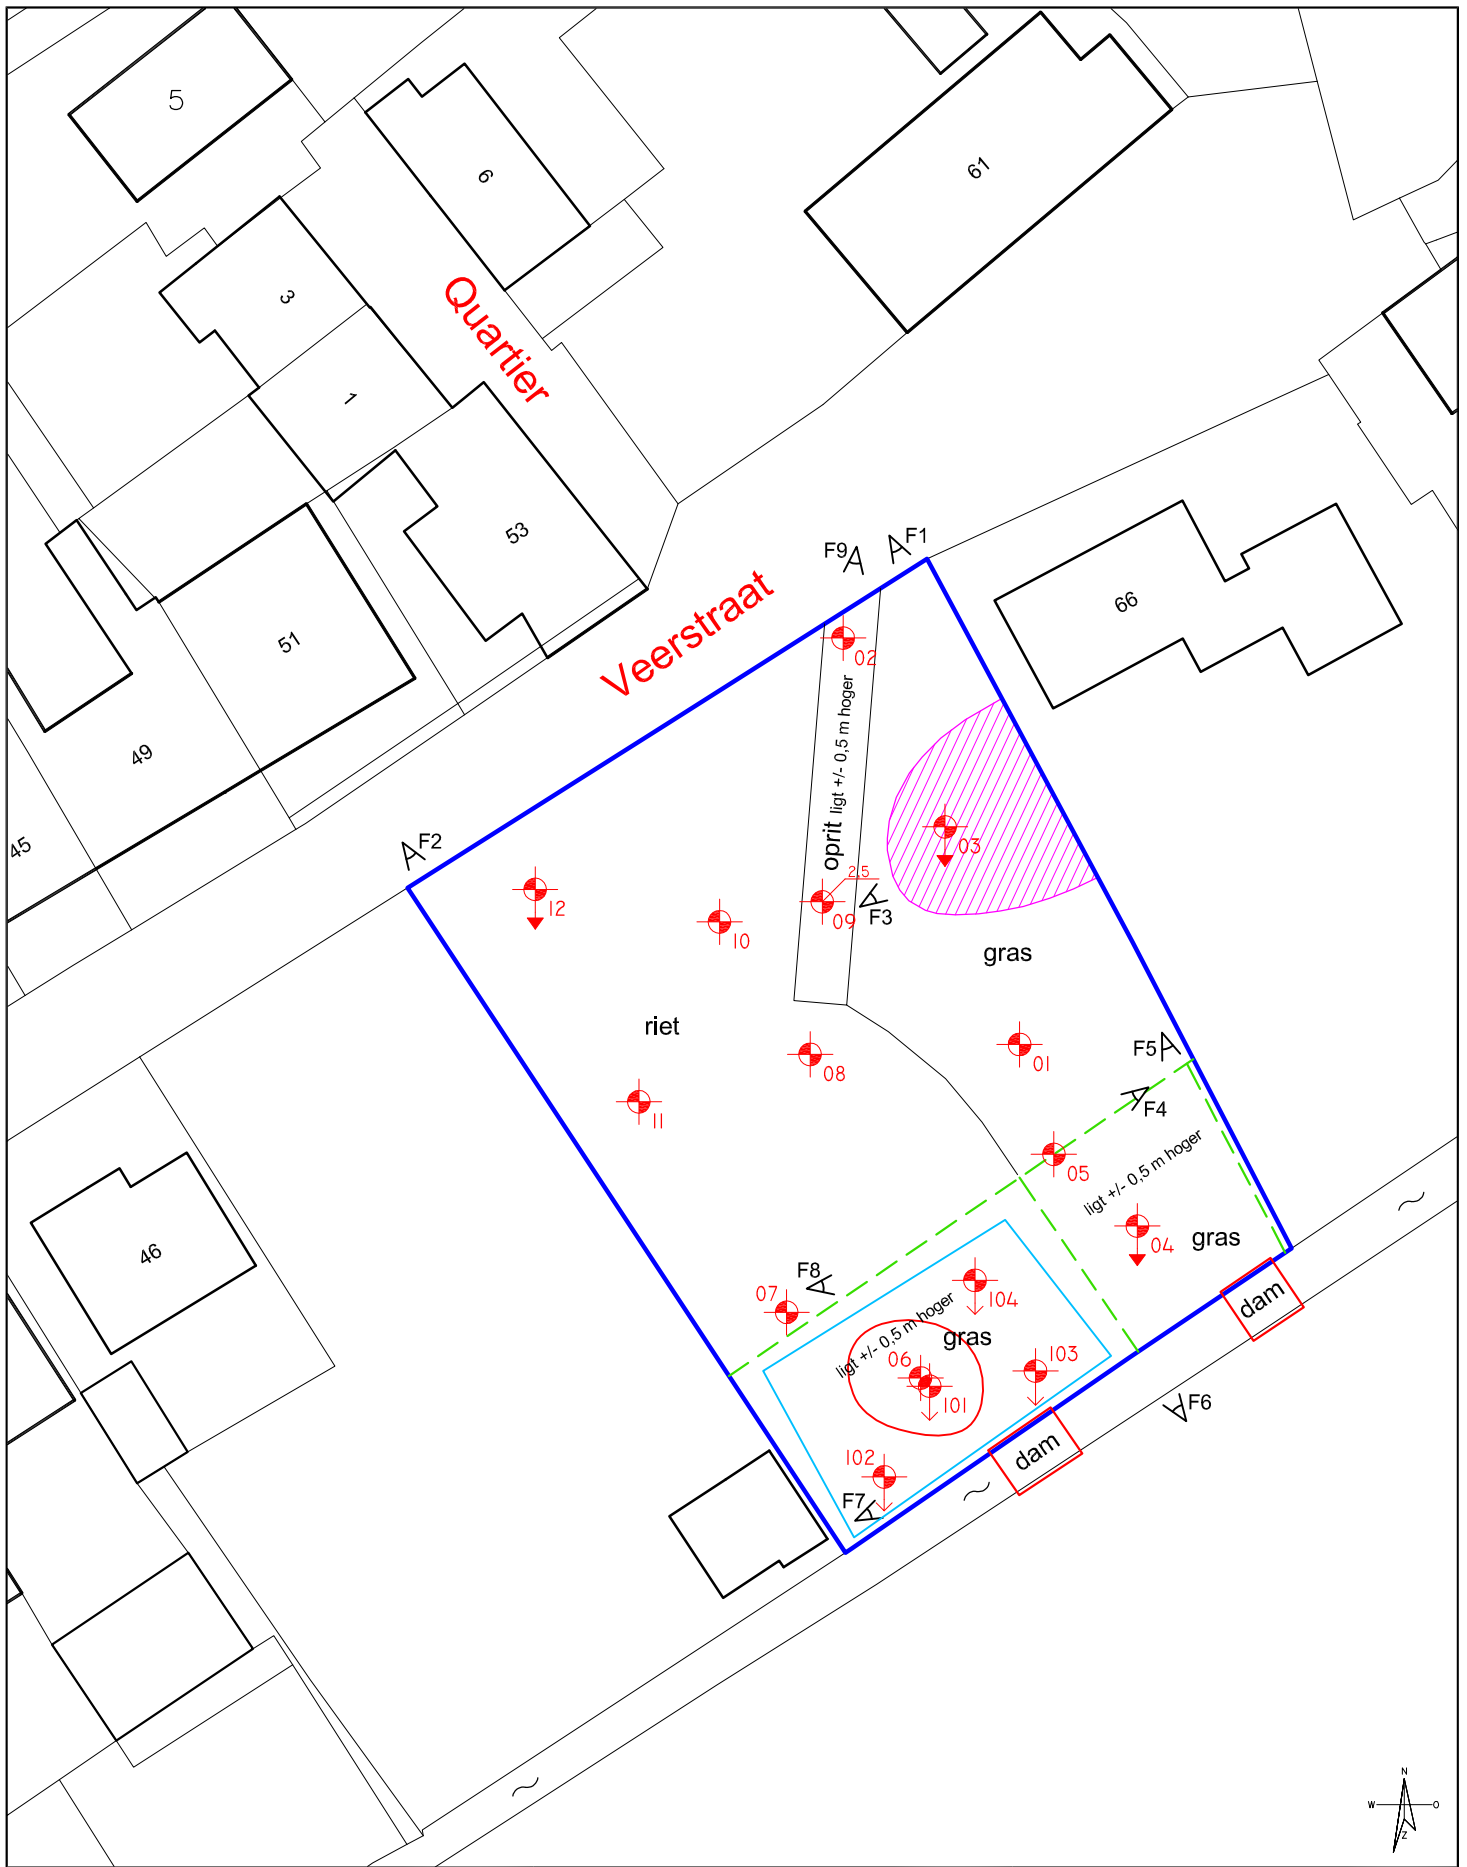 5
6
61
3
Quartier
1
53
F9
F1
66
51
Veerstraat
02
49
ligt +/- 0,5 m hoger
oprit
45
F2
03
2,5
12
09
F3
10
gras
riet
01
F5
08
F4
11
05
ligt +/- 0,5 m hoger
04
gras
46
F8
104
07
dam
ligt +/- 0,5 m hoger
gras
06
103
101
F6
102
dam
F7
N
W
O
Z